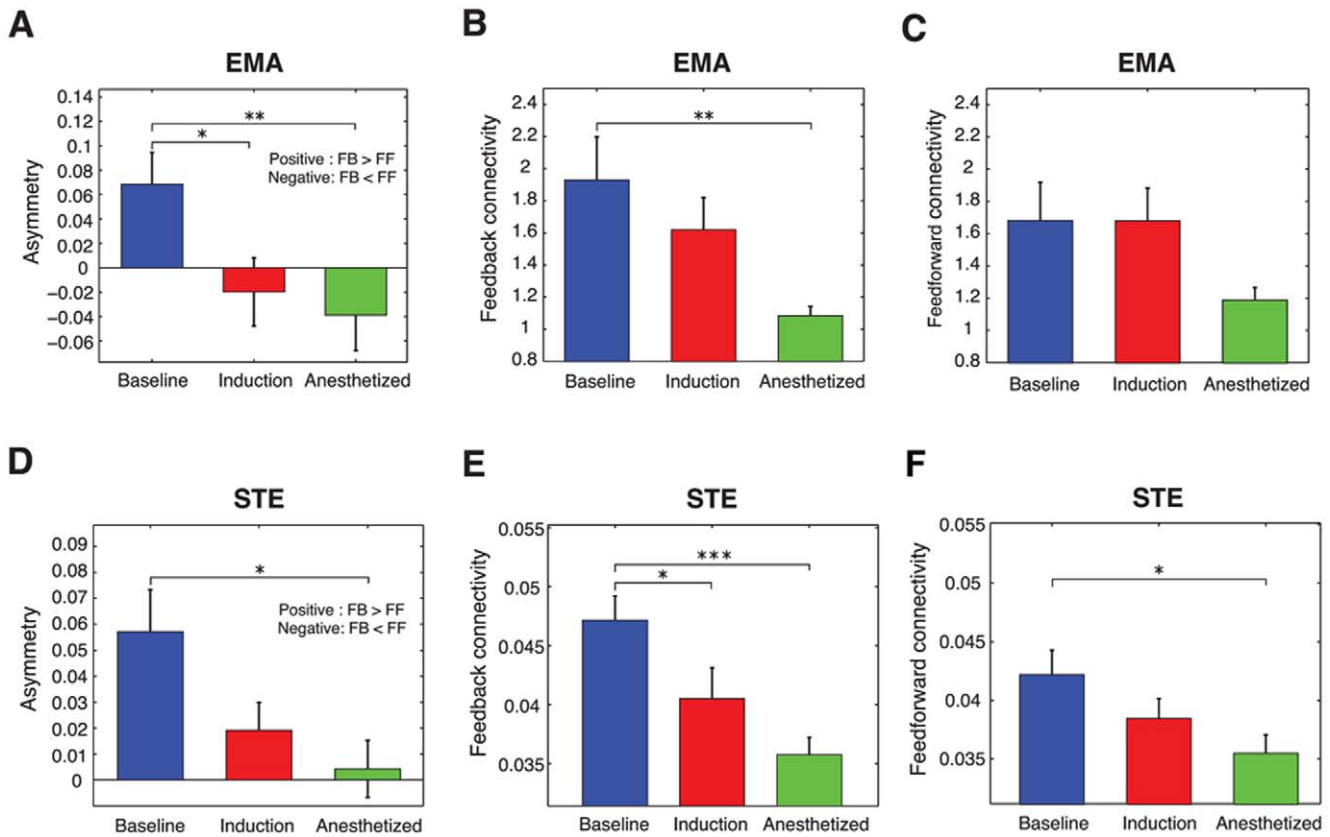 A
EMA
Asymmetry
0.14
0.12
0.1
0.08
0.06
0.04
0.02
0
−0.02
−0.04
−0.06
**
*
Positive : FB > FF
Negative: FB < FF
Baseline Induction Anesthetized
B
EMA
Feedback connectivity
2.4
2.2
2
1.8
1.6
1.4
1.2
1
0.8
**
Baseline Induction Anesthetized
C
EMA
Feedforward connectivity
2.4
2.2
2
1.8
1.6
1.4
1.2
1
0.8
Baseline Induction Anesthetized
D
STE
Asymmetry
0.09
0.08
0.07
0.06
0.05
0.04
0.03
0.02
0.01
0
*
Positive : FB > FF
Negative: FB < FF
Baseline Induction Anesthetized
E
STE
Feedback connectivity
0.055
0.05
0.045
0.04
0.035
***
*
Baseline Induction Anesthetized
F
STE
Feedforward connectivity
0.055
0.05
0.045
0.04
0.035
*
Baseline Induction Anesthetized